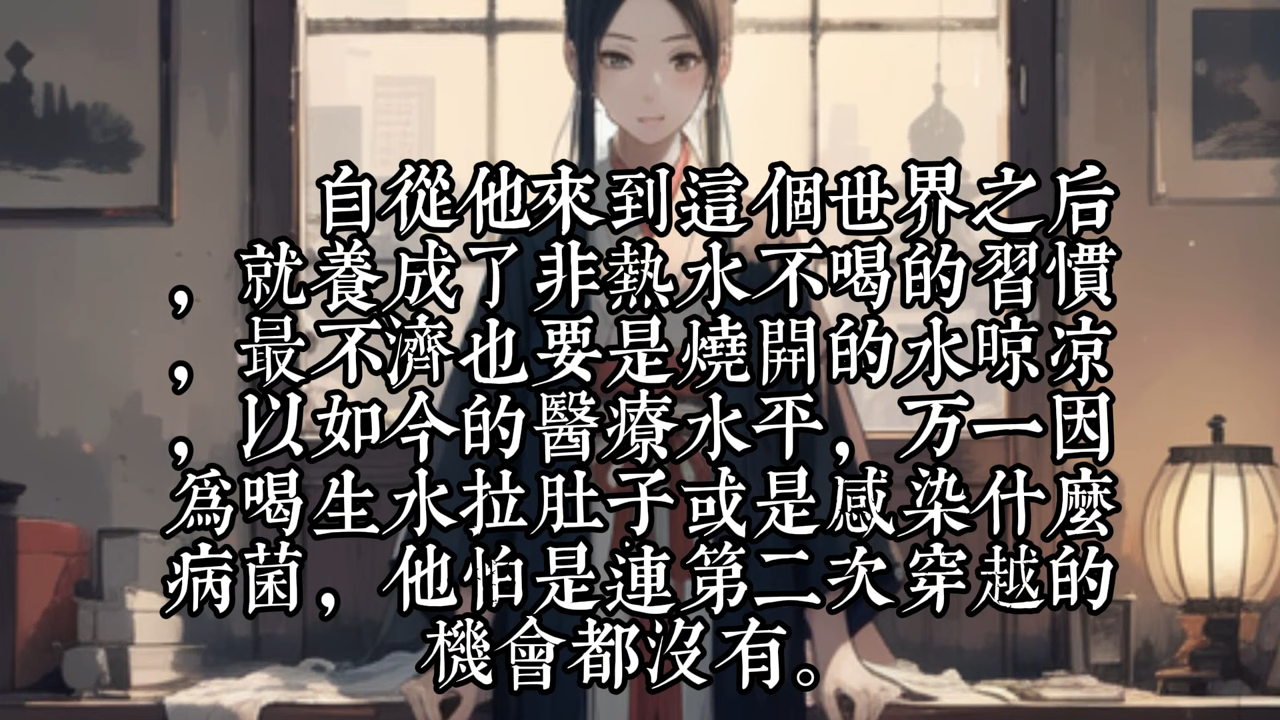 自從他來到這個世界之后
，就養成了非熱水不喝的習慣
，最不濟也要是燒開的水晾凉
，以如今的醫療水平，万一因
爲喝生水拉肚子或是感染什麼
病菌，他怕是連第二次穿越的
機會都沒有。